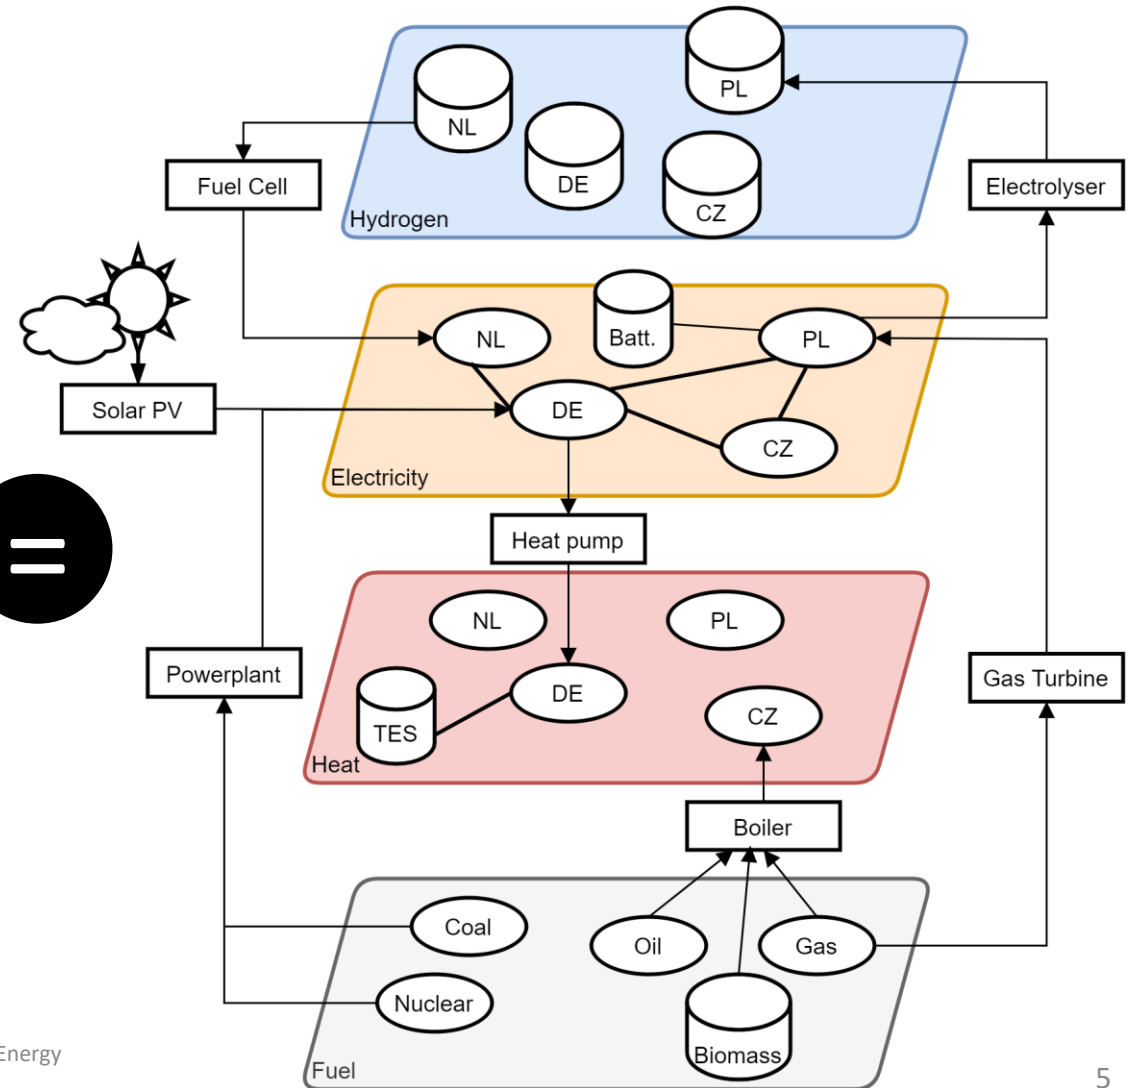 PL
NL
DE
CZ
Hydrogen
Fuel Cell
Electrolyser
NL
Batt.
PL
DE
CZ
Electricity
Solar PV
=
Heat pump
NL
PL
DE
TES
CZ
Heat
Powerplant
Gas Turbine
Boiler
Coal
Oil
Gas
Nuclear
Biomass
Fuel
Energy
5